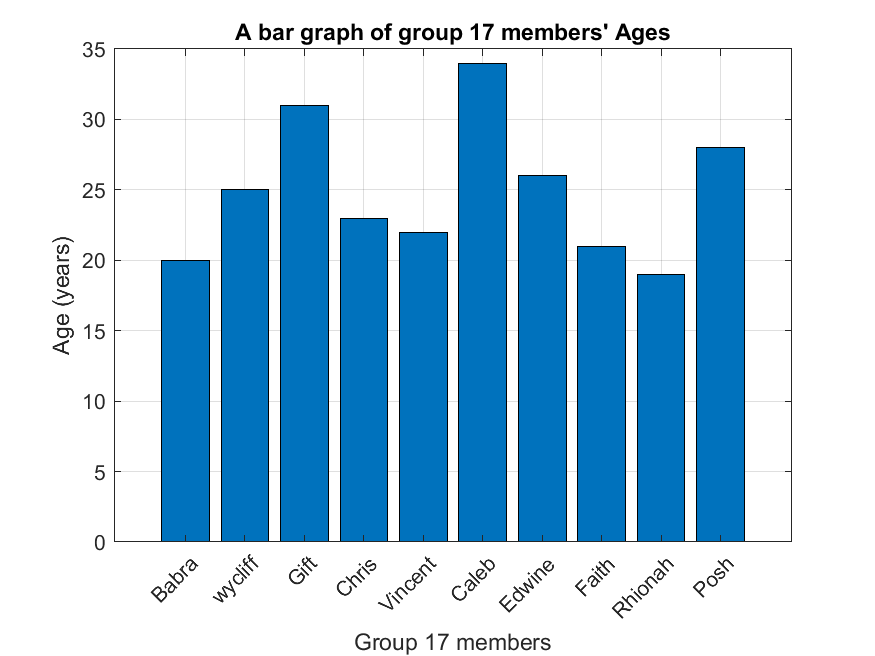 A bar graph of group 17 members' Ages
Age (years)
35
30
25
20
15
10
5
0
Babra
wycliff
Gift
Chris
Vincent
Caleb
Edwine
Faith
Rhionah
Posh
Group 17 members